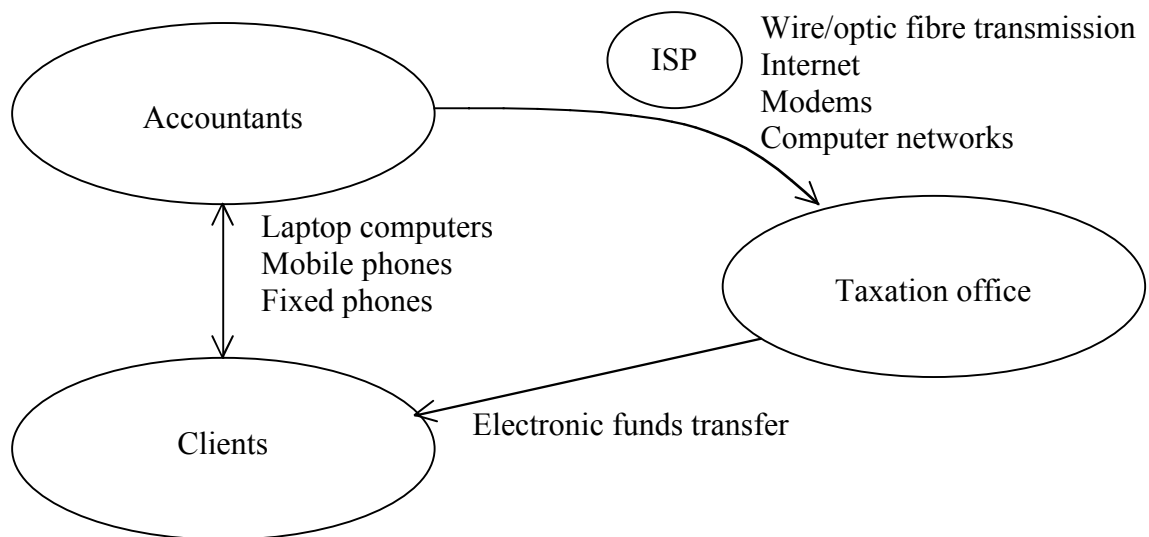 ISP
Wire/optic fibre transmission
Internet
Modems
Computer networks
Accountants
Laptop computers
Mobile phones
Fixed phones
Taxation office
Electronic funds transfer
Clients